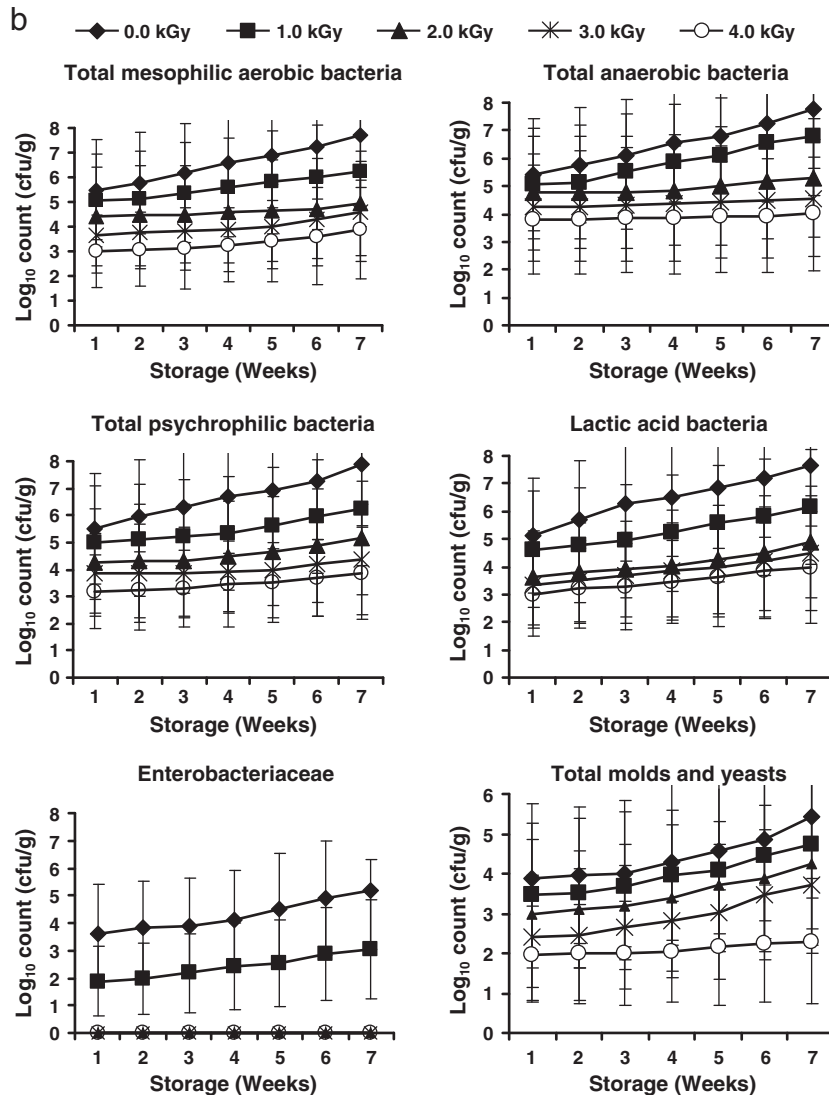 b
0.0 kGy 1.0 kGy 2.0 kGy 3.0 kGy 4.0 kGy
Total mesophilic aerobic bacteria
Log10 count (cfu/g)
8
7
6
5
4
3
2
1
0
1 2 3 4 5 6 7
Storage (Weeks)
Total anaerobic bacteria
Log10 count (cfu/g)
8
7
6
5
4
3
2
1
0
1 2 3 4 5 6 7
Storage (Weeks)
Total psychrophilic bacteria
Log10 count (cfu/g)
8
7
6
5
4
3
2
1
0
1 2 3 4 5 6 7
Storage (Weeks)
Lactic acid bacteria
Log10 count (cfu/g)
8
7
6
5
4
3
2
1
0
1 2 3 4 5 6 7
Storage (Weeks)
Enterobacteriaceae
Log10 count (cfu/g)
8
7
6
5
4
3
2
1
0
1 2 3 4 5 6 7
Storage (Weeks)
Total molds and yeasts
Log10 count (cfu/g)
6
5
4
3
2
1
0
1 2 3 4 5 6 7
Storage (Weeks)